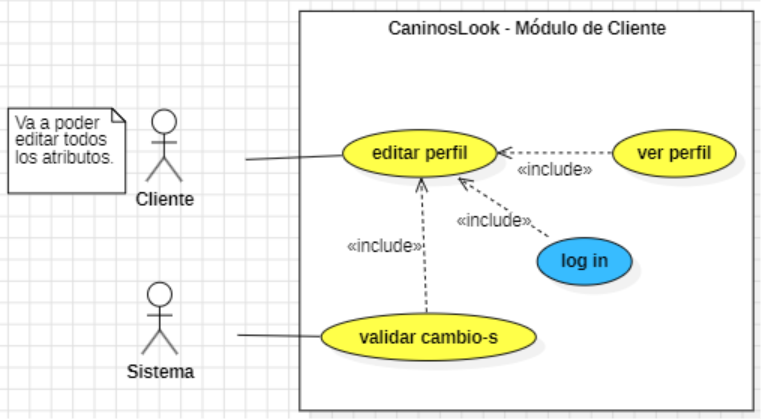 CaninosLook - Módulo de Cliente
Va a poder
editar todos
los atributos.
Cliente
editar perfil
«include»
ver perfil
«include»
log in
«include»
Sistema
validar cambio-s